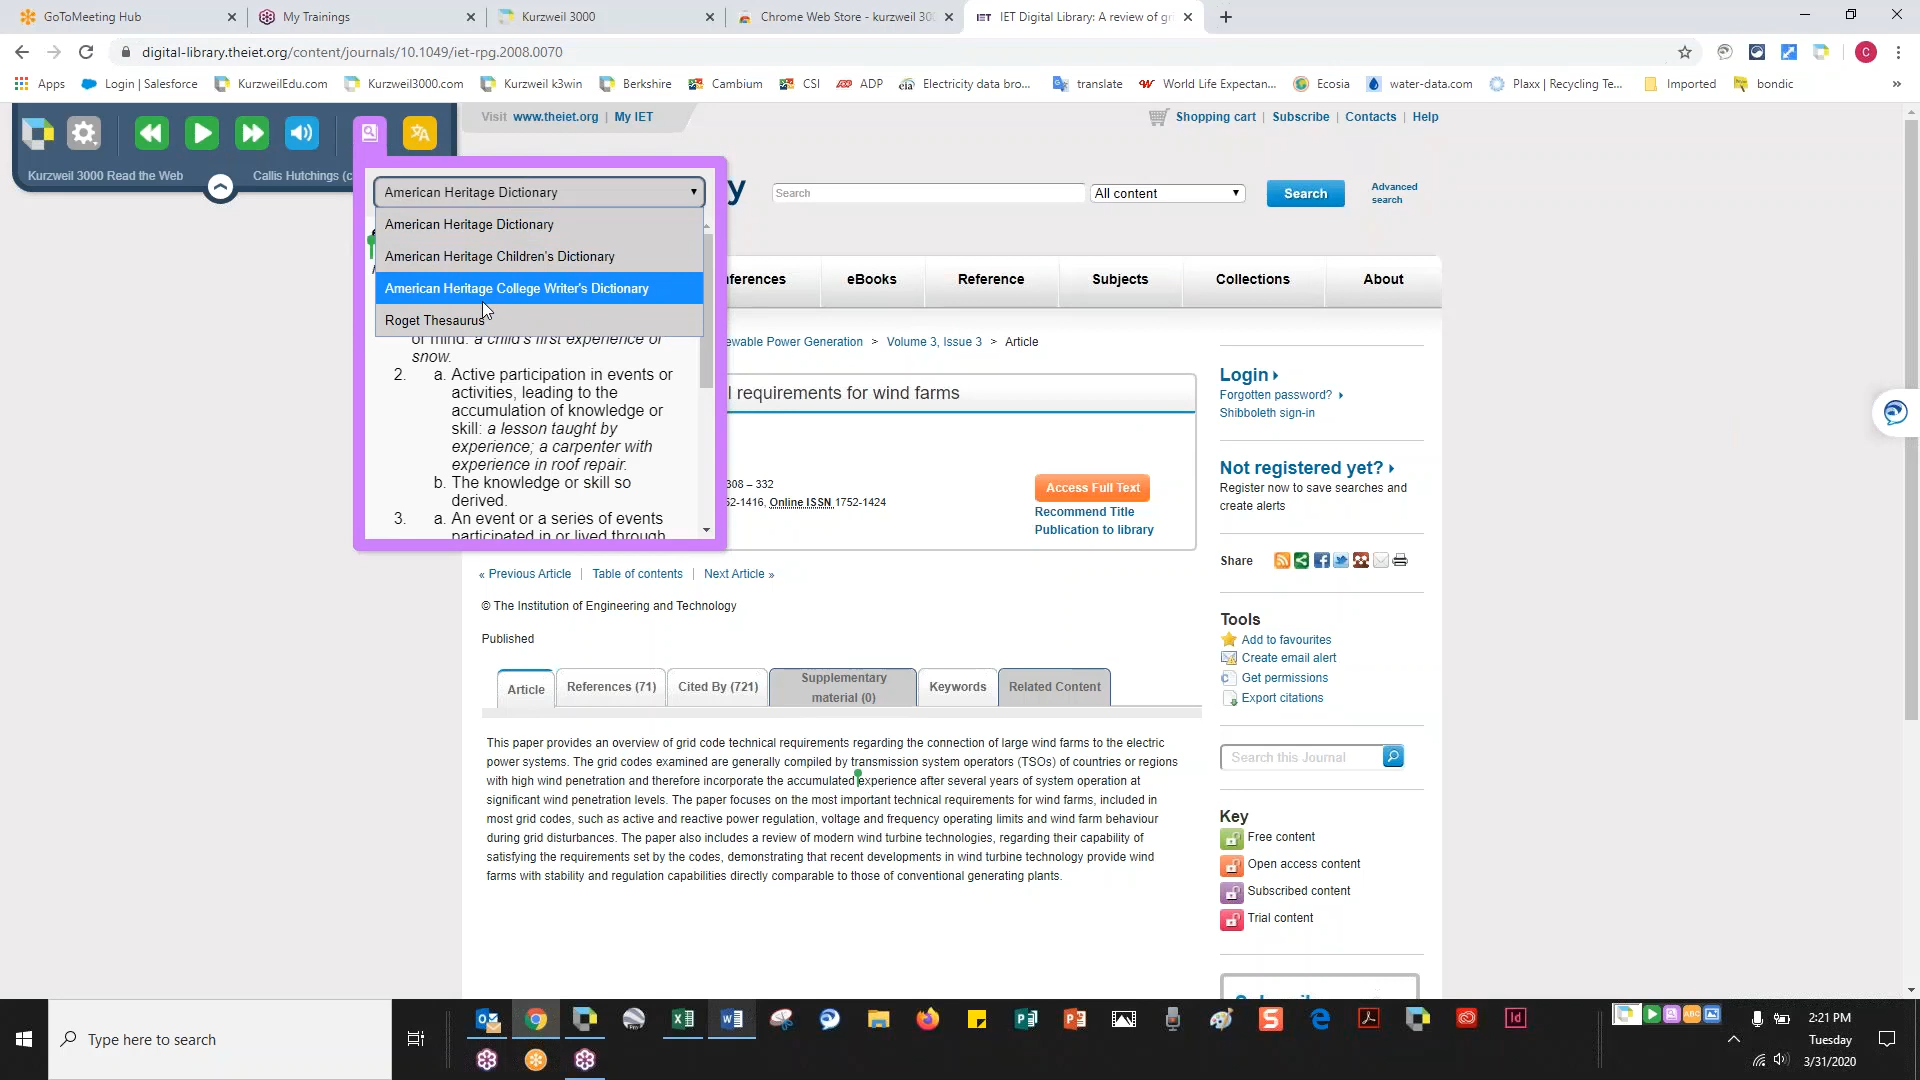 GoToMeeting Hub
My Trainings
Kurzweil 3000
Chrome Web Store - kurzweil 300
IET Digital Library: A review of gr
digital-library.theiet.org/content/journals/10.1049/iet-rpg.2008.0070
C
Apps
Login | Salesforce
KurzweilEdu.com
Kurzweil3000.com
Kurzweil k3win
Berkshire
Cambium
CSI
ADP
eia
Electricity data bro...
translate
World Life Expectan...
Ecosia
water-data.com
Plaxx | Recycling Te...
Imported
bondic
Kurzweil 3000 Read the Web
Callis Hutchings (c
Visit www.theiet.org | My IET
Shopping cart | Subscribe | Contacts | Help
American Heritage Dictionary
American Heritage Dictionary
American Heritage Children's Dictionary
American Heritage College Writer's Dictionary
Roget Thesaurus
of mind: a child's first experience of
snow.
2. a. Active participation in events or
activities, leading to the
accumulation of knowledge or
skill: a lesson taught by
experience; a carpenter with
experience in roof repair.
b. The knowledge or skill so
derived.
3. a. An event or a series of events
participated in or lived through
y
Search
All content
Search
Advanced
search
ferences
eBooks
Reference
Subjects
Collections
About
ewable Power Generation > Volume 3, Issue 3 > Article
l requirements for wind farms
308 – 332
52-1416, Online ISSN 1752-1424
Access Full Text
Recommend Title
Publication to library
« Previous Article | Table of contents | Next Article »
© The Institution of Engineering and Technology
Published
Article
References (71)
Cited By (721)
Supplementary
material (0)
Keywords
Related Content
This paper provides an overview of grid code technical requirements regarding the connection of large wind farms to the electric
power systems. The grid codes examined are generally compiled by transmission system operators (TSOs) of countries or regions
with high wind penetration and therefore incorporate the accumulated experience after several years of system operation at
significant wind penetration levels. The paper focuses on the most important technical requirements for wind farms, included in
most grid codes, such as active and reactive power regulation, voltage and frequency operating limits and wind farm behaviour
during grid disturbances. The paper also includes a review of modern wind turbine technologies, regarding their capability of
satisfying the requirements set by the codes, demonstrating that recent developments in wind turbine technology provide wind
farms with stability and regulation capabilities directly comparable to those of conventional generating plants.
Login
Forgotten password?
Shibboleth sign-in
Not registered yet?
Register now to save searches and
create alerts
Share
Tools
Add to favourites
Create email alert
Get permissions
Export citations
Search this Journal
Key
Free content
Open access content
Subscribed content
Trial content
Type here to search
2:21 PM
Tuesday
3/31/2020